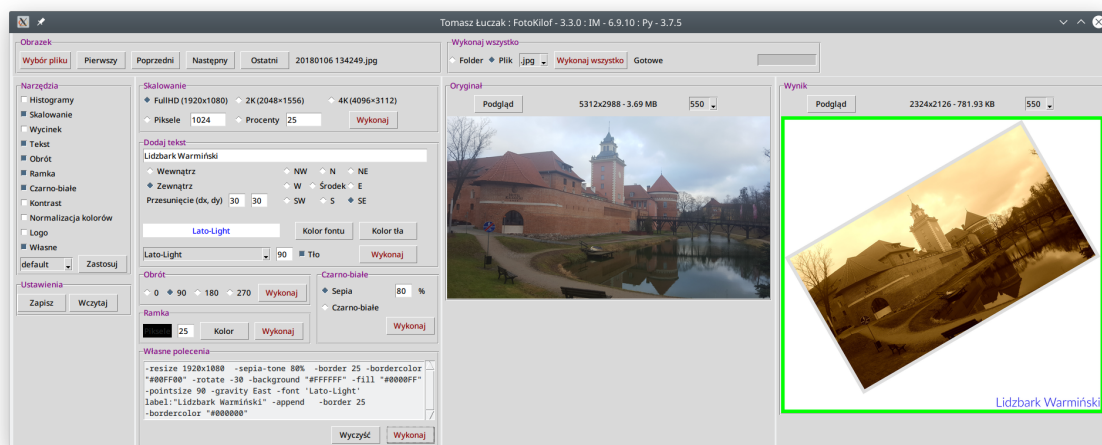 Tomasz Łuczak : FotoKilof - 3.3.0 : IM - 6.9.10 : Py - 3.7.5
Obrazek
Wybór pliku Pierwszy Poprzedni Następny Ostatni 20180106 134249.jpg
Wykonaj wszystko
Folder Plik .jpg Wykonaj wszystko Gotowe
Narzędzia
Histogramy
Skalowanie
Wycinek
Tekst
Obrót
Ramka
Czarno-białe
Kontrast
Normalizacja kolorów
Logo
Własne
default Zastosuj
Ustawienia
Zapisz Wczytaj
Skalowanie
FullHD (1920x1080) 2K (2048×1556) 4K (4096×3112)
Piksele 1024 Procenty 25 Wykonaj
Dodaj tekst
Lidzbark Warmiński
Wewnątrz NW N NE
Zewnątrz W Środek E
Przesunięcie (dx, dy) 30 30 SW S SE
Lato-Light Kolor fontu Kolor tła
Lato-Light 90 Tło Wykonaj
Obrót
0 90 180 270 Wykonaj
Ramka
Piksele 25 Kolor Wykonaj
Czarno-białe
Sepia 80 %
Czarno-białe
Wykonaj
Własne polecenia
-resize 1920x1080 -sepia-tone 80% -border 25 -bordercolor
"#00FF00" -rotate -30 -background "#FFFFFF" -fill "#0000FF"
-pointsize 90 -gravity East -font 'Lato-Light'
label:"Lidzbark Warmiński" -append -border 25
-bordercolor "#000000"
Wyczyść Wykonaj
Oryginał
Podgląd 5312x2988 - 3.69 MB 550
Wynik
Podgląd 2324x2126 - 781.93 KB 550
Lidzbark Warmiński